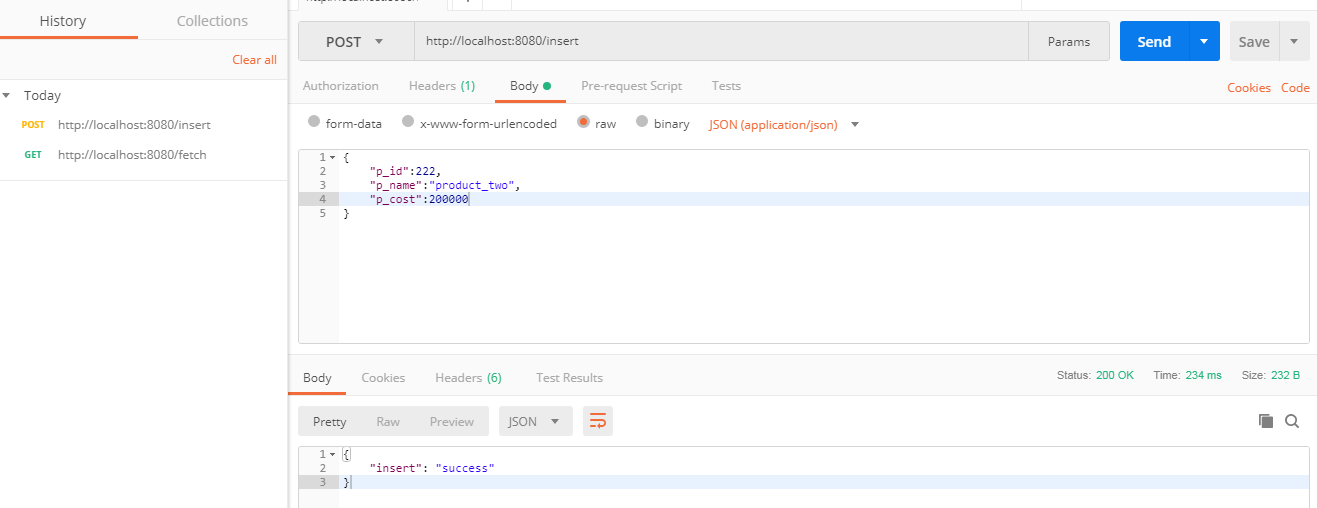 History Collections
Clear all
Today
POST http://localhost:8080/insert
GET http://localhost:8080/fetch
POST http://localhost:8080/insert Params Send Save
Authorization Headers (1) Body Pre-request Script Tests Cookies Code
form-data x-www-form-urlencoded raw binary JSON (application/json)
1 {
2 "p_id":222,
3 "p_name":"product_two",
4 "p_cost":200000
5 }
Body Cookies Headers (6) Test Results Status: 200 OK Time: 234 ms Size: 232 B
Pretty Raw Preview JSON
1 {
2 "insert": "success"
3 }